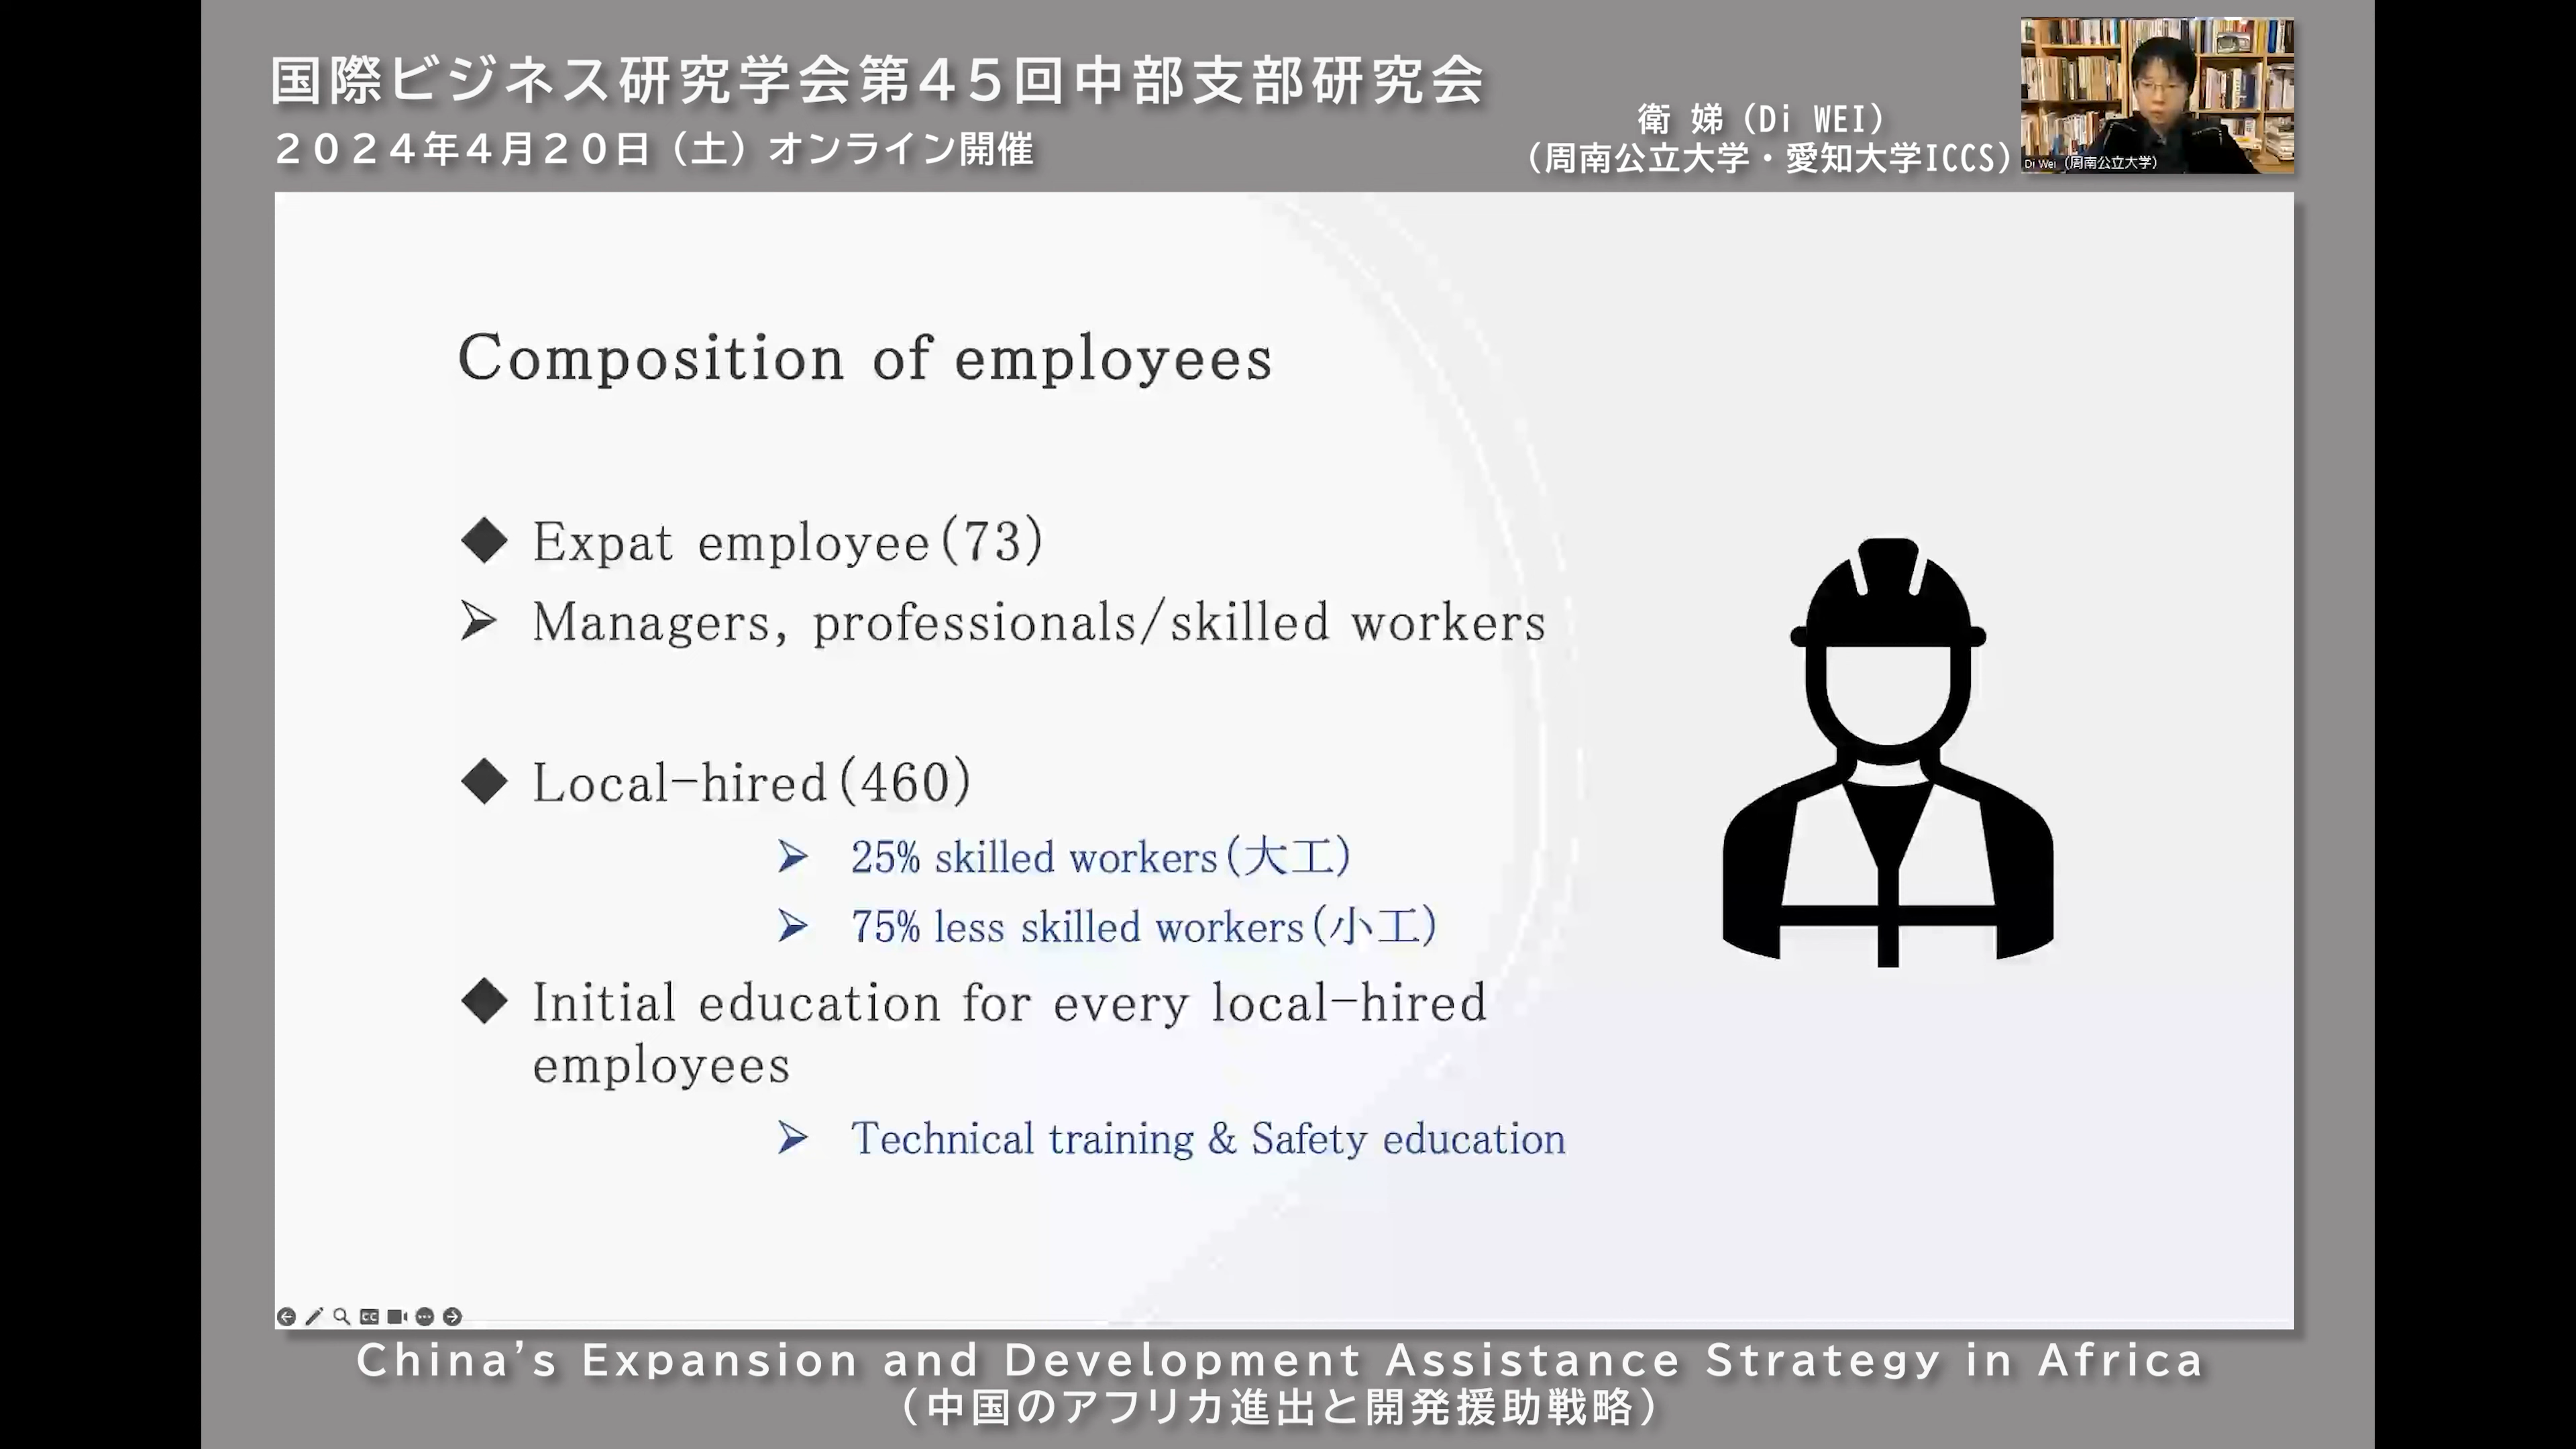 国際ビジネス研究学会第45回中部支部研究会
２０２４年４月２０日（土）オンライン開催
衛 娣（Di WEI）
（周南公立大学・愛知大学ICCS）
Di Wei（周南公立大学）
Composition of employees
◆ Expat employee(73)
➢ Managers, professionals/skilled workers
◆ Local-hired(460)
➢ 25% skilled workers(大工)
➢ 75% less skilled workers(小工)
◆ Initial education for every local-hired
employees
➢ Technical training & Safety education
CC
China’s Expansion and Development Assistance Strategy in Africa
（中国のアフリカ進出と開発援助戦略）